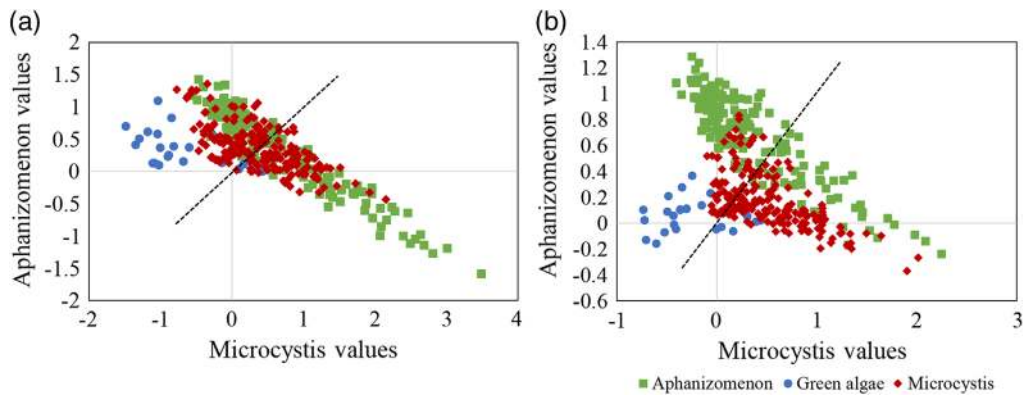 (a)
Aphanizomenon values
2
1.5
1
0.5
0
-0.5
-1
-1.5
-2
-2 -1 0 1 2 3 4
Microcystis values
(b)
Aphanizomenon values
1.4
1.2
1
0.8
0.6
0.4
0.2
0
-0.2
-0.4
-0.6
-1 0 1 2 3
Microcystis values
Aphanizomenon Green algae Microcystis